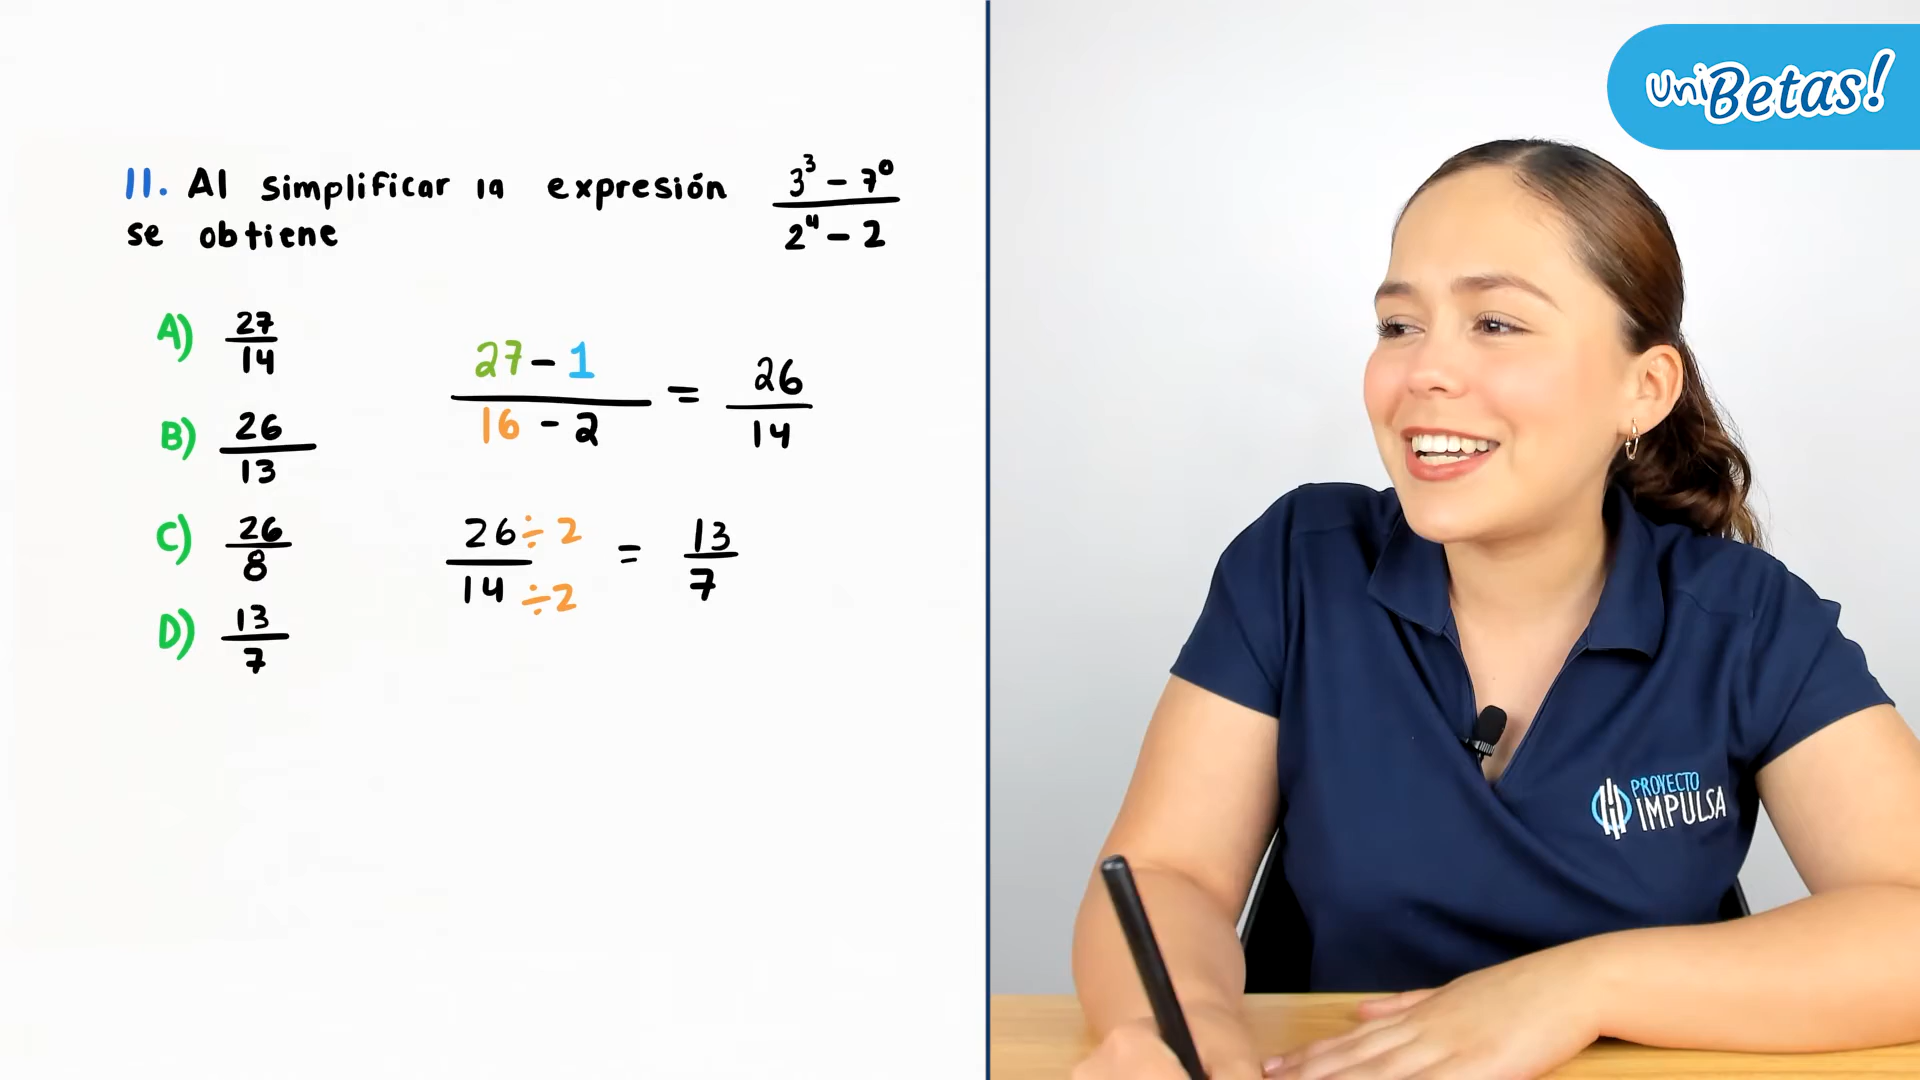 11. Al simplificar la expresión (3³ - 7⁰)/(2⁴ - 2)
se obtiene
A) 27/14
B) 26/13
C) 26/8
D) 13/7
(27 - 1)/(16 - 2) = 26/14
(26 ÷ 2)/(14 ÷ 2) = 13/7
uniBetas!
PROYECTO
IMPULSA